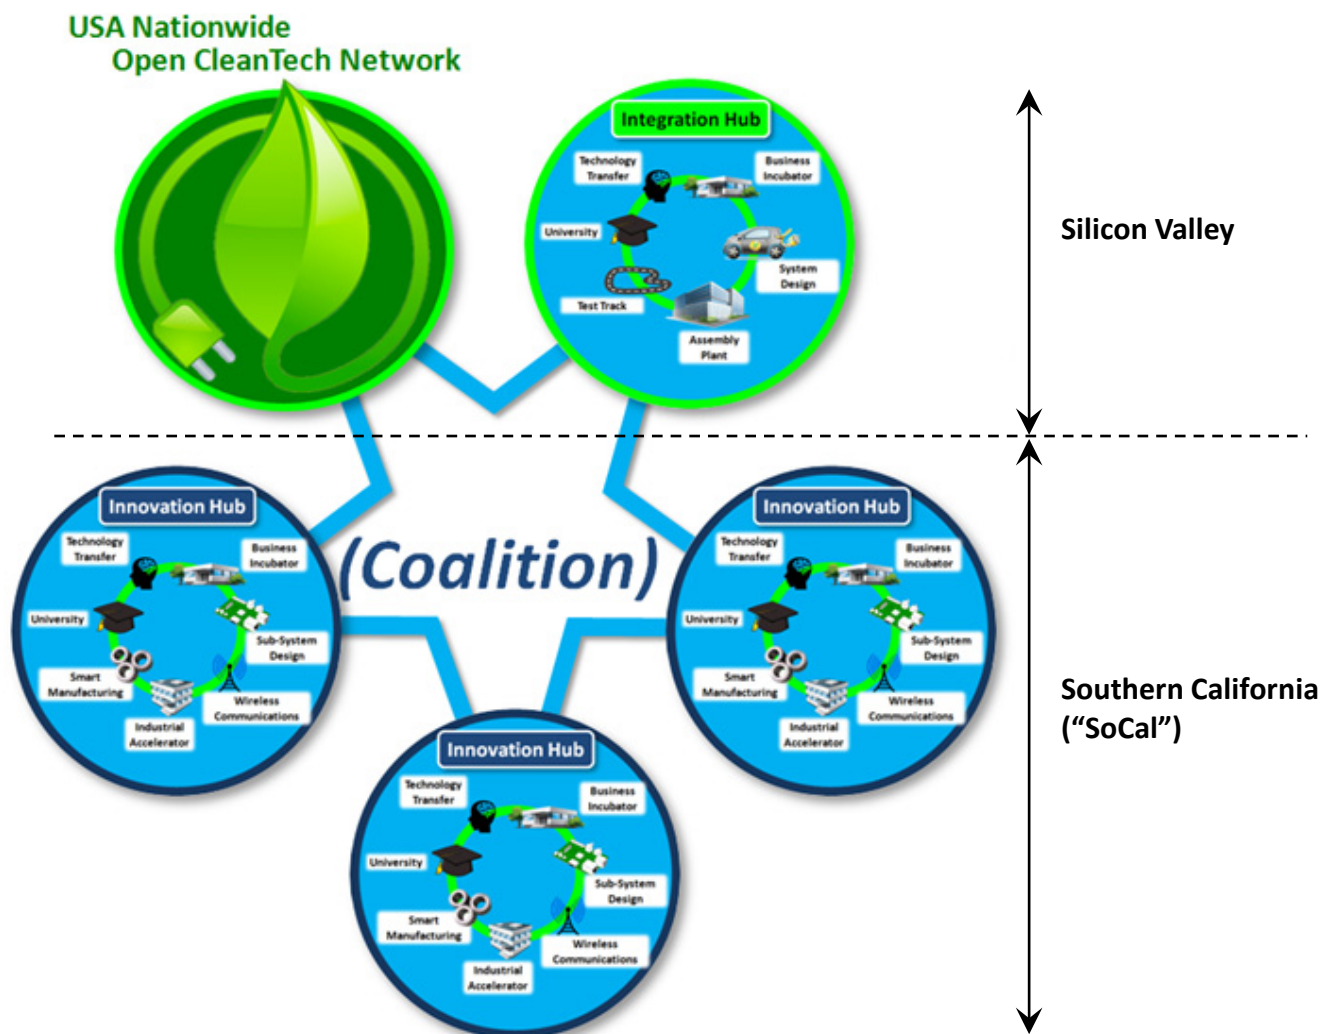 USA Nationwide
Open CleanTech Network
Integration Hub
Technology
Transfer
Business
Incubator
University
System
Design
Test Track
Assembly
Plant
Silicon Valley
Innovation Hub
Technology
Transfer
Business
Incubator
University
Sub-System
Design
Smart
Manufacturing
Wireless
Communications
Industrial
Accelerator
(Coalition)
Innovation Hub
Technology
Transfer
Business
Incubator
University
Sub-System
Design
Smart
Manufacturing
Wireless
Communications
Industrial
Accelerator
Southern California
(“SoCal”)
Innovation Hub
Technology
Transfer
Business
Incubator
University
Sub-System
Design
Smart
Manufacturing
Wireless
Communications
Industrial
Accelerator